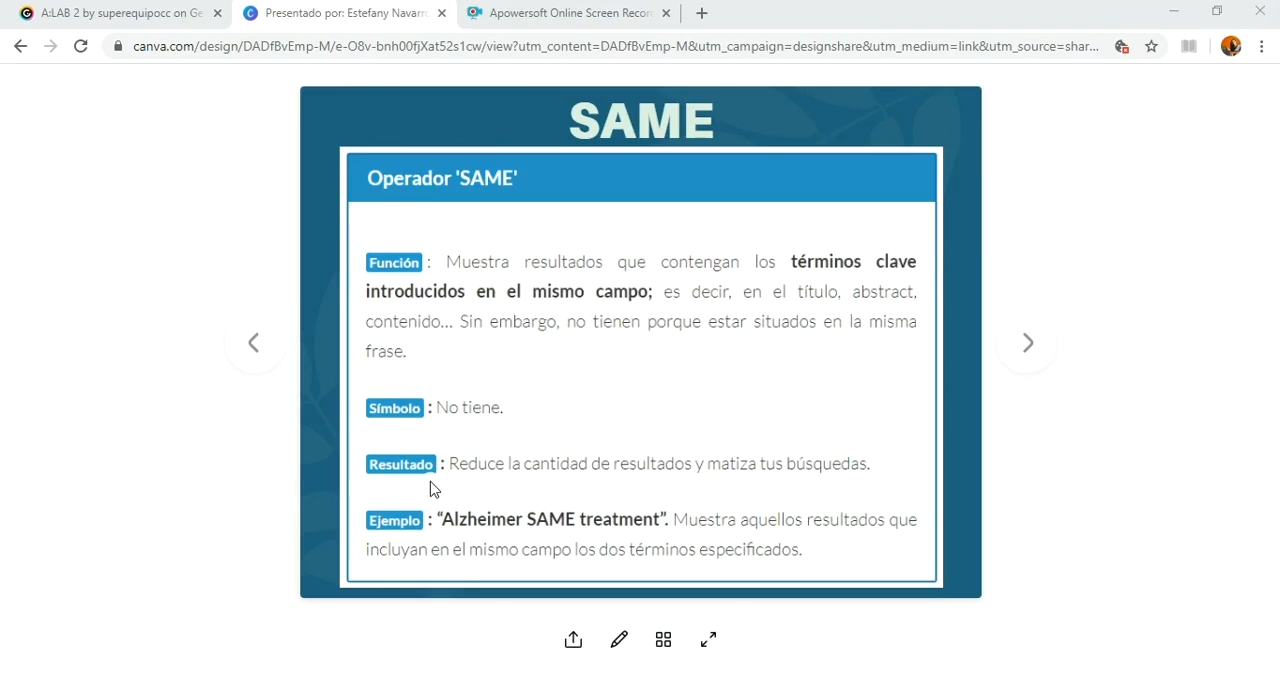 A:LAB 2 by superequipocc on Ge
Presentado por: Estefany Navarro
Apowersoft Online Screen Recor
canva.com/design/DADfBvEmp-M/e-O8v-bnh00fjXat52s1cw/view?utm_content=DADfBvEmp-M&utm_campaign=designshare&utm_medium=link&utm_source=shar...
SAME
Operador 'SAME'
Función : Muestra resultados que contengan los términos clave
introducidos en el mismo campo; es decir, en el título, abstract,
contenido... Sin embargo, no tienen porque estar situados en la misma
frase.
Símbolo : No tiene.
Resultado : Reduce la cantidad de resultados y matiza tus búsquedas.
Ejemplo : “Alzheimer SAME treatment”. Muestra aquellos resultados que
incluyan en el mismo campo los dos términos especificados.